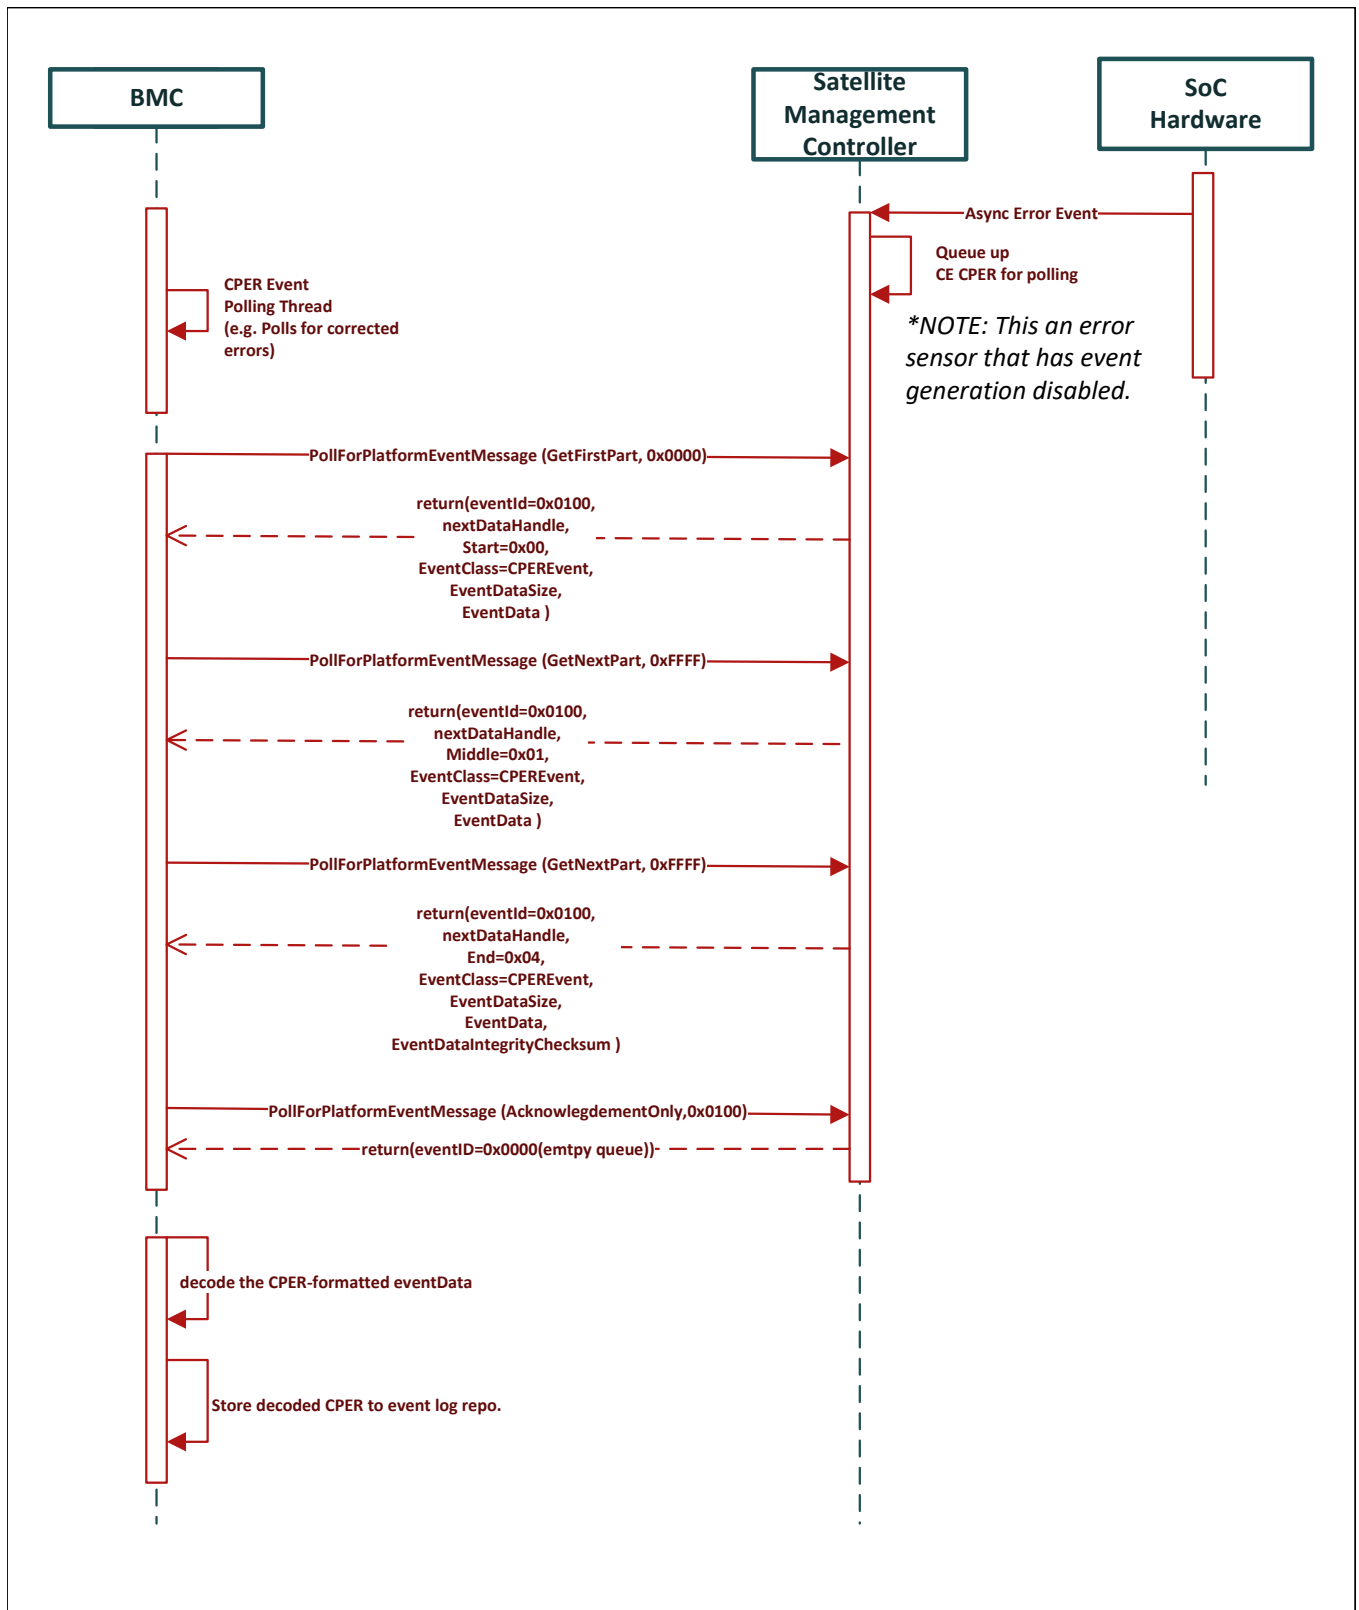 BMC
Satellite
Management
Controller
SoC
Hardware
Async Error Event
Queue up
CE CPER for polling
CPER Event
Polling Thread
(e.g. Polls for corrected
errors)
*NOTE: This an error
sensor that has event
generation disabled.
PollForPlatformEventMessage (GetFirstPart, 0x0000)
return(eventId=0x0100,
nextDataHandle,
Start=0x00,
EventClass=CPEREvent,
EventDataSize,
EventData )
PollForPlatformEventMessage (GetNextPart, 0xFFFF)
return(eventId=0x0100,
nextDataHandle,
Middle=0x01,
EventClass=CPEREvent,
EventDataSize,
EventData )
PollForPlatformEventMessage (GetNextPart, 0xFFFF)
return(eventId=0x0100,
nextDataHandle,
End=0x04,
EventClass=CPEREvent,
EventDataSize,
EventData,
EventDataIntegrityChecksum )
PollForPlatformEventMessage (AcknowlegdementOnly,0x0100)
return(eventID=0x0000(emtpy queue))
decode the CPER-formatted eventData
Store decoded CPER to event log repo.